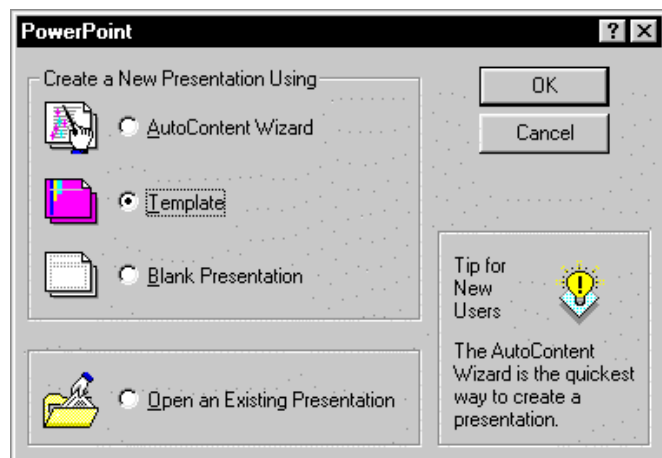 PowerPoint
Create a New Presentation Using
AutoContent Wizard
Template
Blank Presentation
Open an Existing Presentation
OK
Cancel
Tip for
New
Users
The AutoContent
Wizard is the quickest
way to create a
presentation.